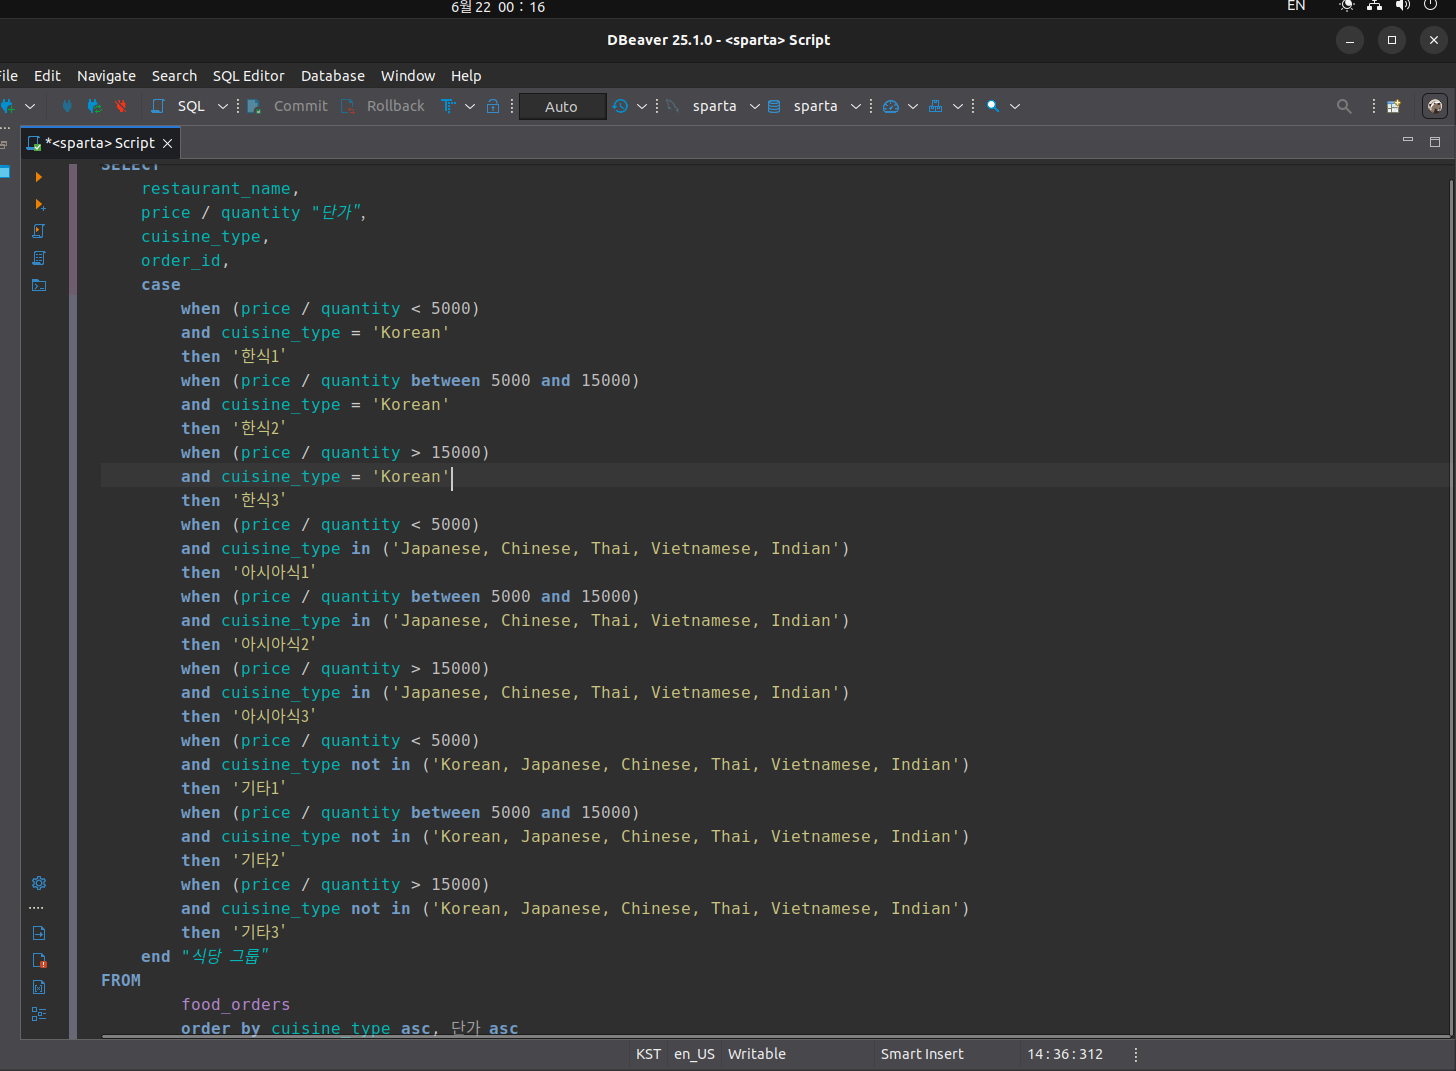 6월 22 00 : 16
EN
DBeaver 25.1.0 - <sparta> Script
File Edit Navigate Search SQL Editor Database Window Help
SQL Commit Rollback Auto sparta sparta
*<sparta> Script
SELECT
restaurant_name,
price / quantity "단가",
cuisine_type,
order_id,
case
when (price / quantity < 5000)
and cuisine_type = 'Korean'
then '한식1'
when (price / quantity between 5000 and 15000)
and cuisine_type = 'Korean'
then '한식2'
when (price / quantity > 15000)
and cuisine_type = 'Korean'
then '한식3'
when (price / quantity < 5000)
and cuisine_type in ('Japanese, Chinese, Thai, Vietnamese, Indian')
then '아시아식1'
when (price / quantity between 5000 and 15000)
and cuisine_type in ('Japanese, Chinese, Thai, Vietnamese, Indian')
then '아시아식2'
when (price / quantity > 15000)
and cuisine_type in ('Japanese, Chinese, Thai, Vietnamese, Indian')
then '아시아식3'
when (price / quantity < 5000)
and cuisine_type not in ('Korean, Japanese, Chinese, Thai, Vietnamese, Indian')
then '기타1'
when (price / quantity between 5000 and 15000)
and cuisine_type not in ('Korean, Japanese, Chinese, Thai, Vietnamese, Indian')
then '기타2'
when (price / quantity > 15000)
and cuisine_type not in ('Korean, Japanese, Chinese, Thai, Vietnamese, Indian')
then '기타3'
end "식당 그룹"
FROM
food_orders
order by cuisine_type asc, 단가 asc
KST en_US Writable Smart Insert 14:36:312